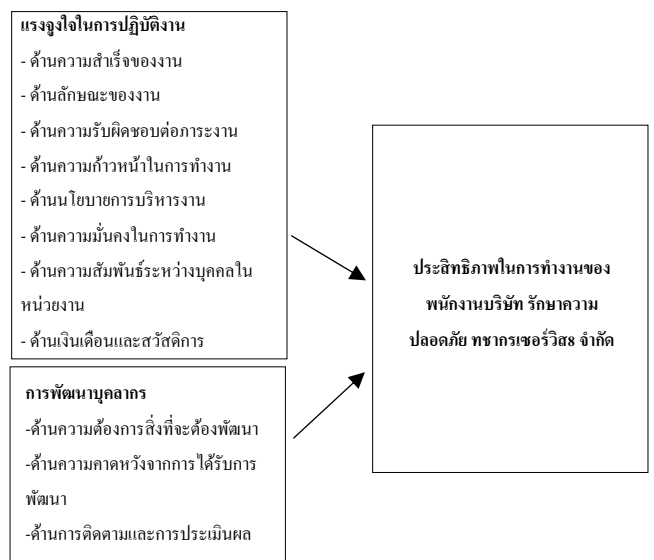 แรงจูงใจในการปฏิบัติงาน
- ด้านความสำเร็จของงาน
- ด้านลักษณะของงาน
- ด้านความรับผิดชอบต่อภาระงาน
- ด้านความก้าวหน้าในการทำงาน
- ด้านนโยบายการบริหารงาน
- ด้านความมั่นคงในการทำงาน
- ด้านความสัมพันธ์ระหว่างบุคคลใน
หน่วยงาน
- ด้านเงินเดือนและสวัสดิการ
การพัฒนาบุคลากร
-ด้านความต้องการสิ่งที่จะต้องพัฒนา
-ด้านความคาดหวังจากการได้รับการ
พัฒนา
-ด้านการติดตามและการประเมินผล
ประสิทธิภาพในการทำงานของ
พนักงานบริษัท รักษาความ
ปลอดภัย ทชากรเซอร์วิส8 จำกัด